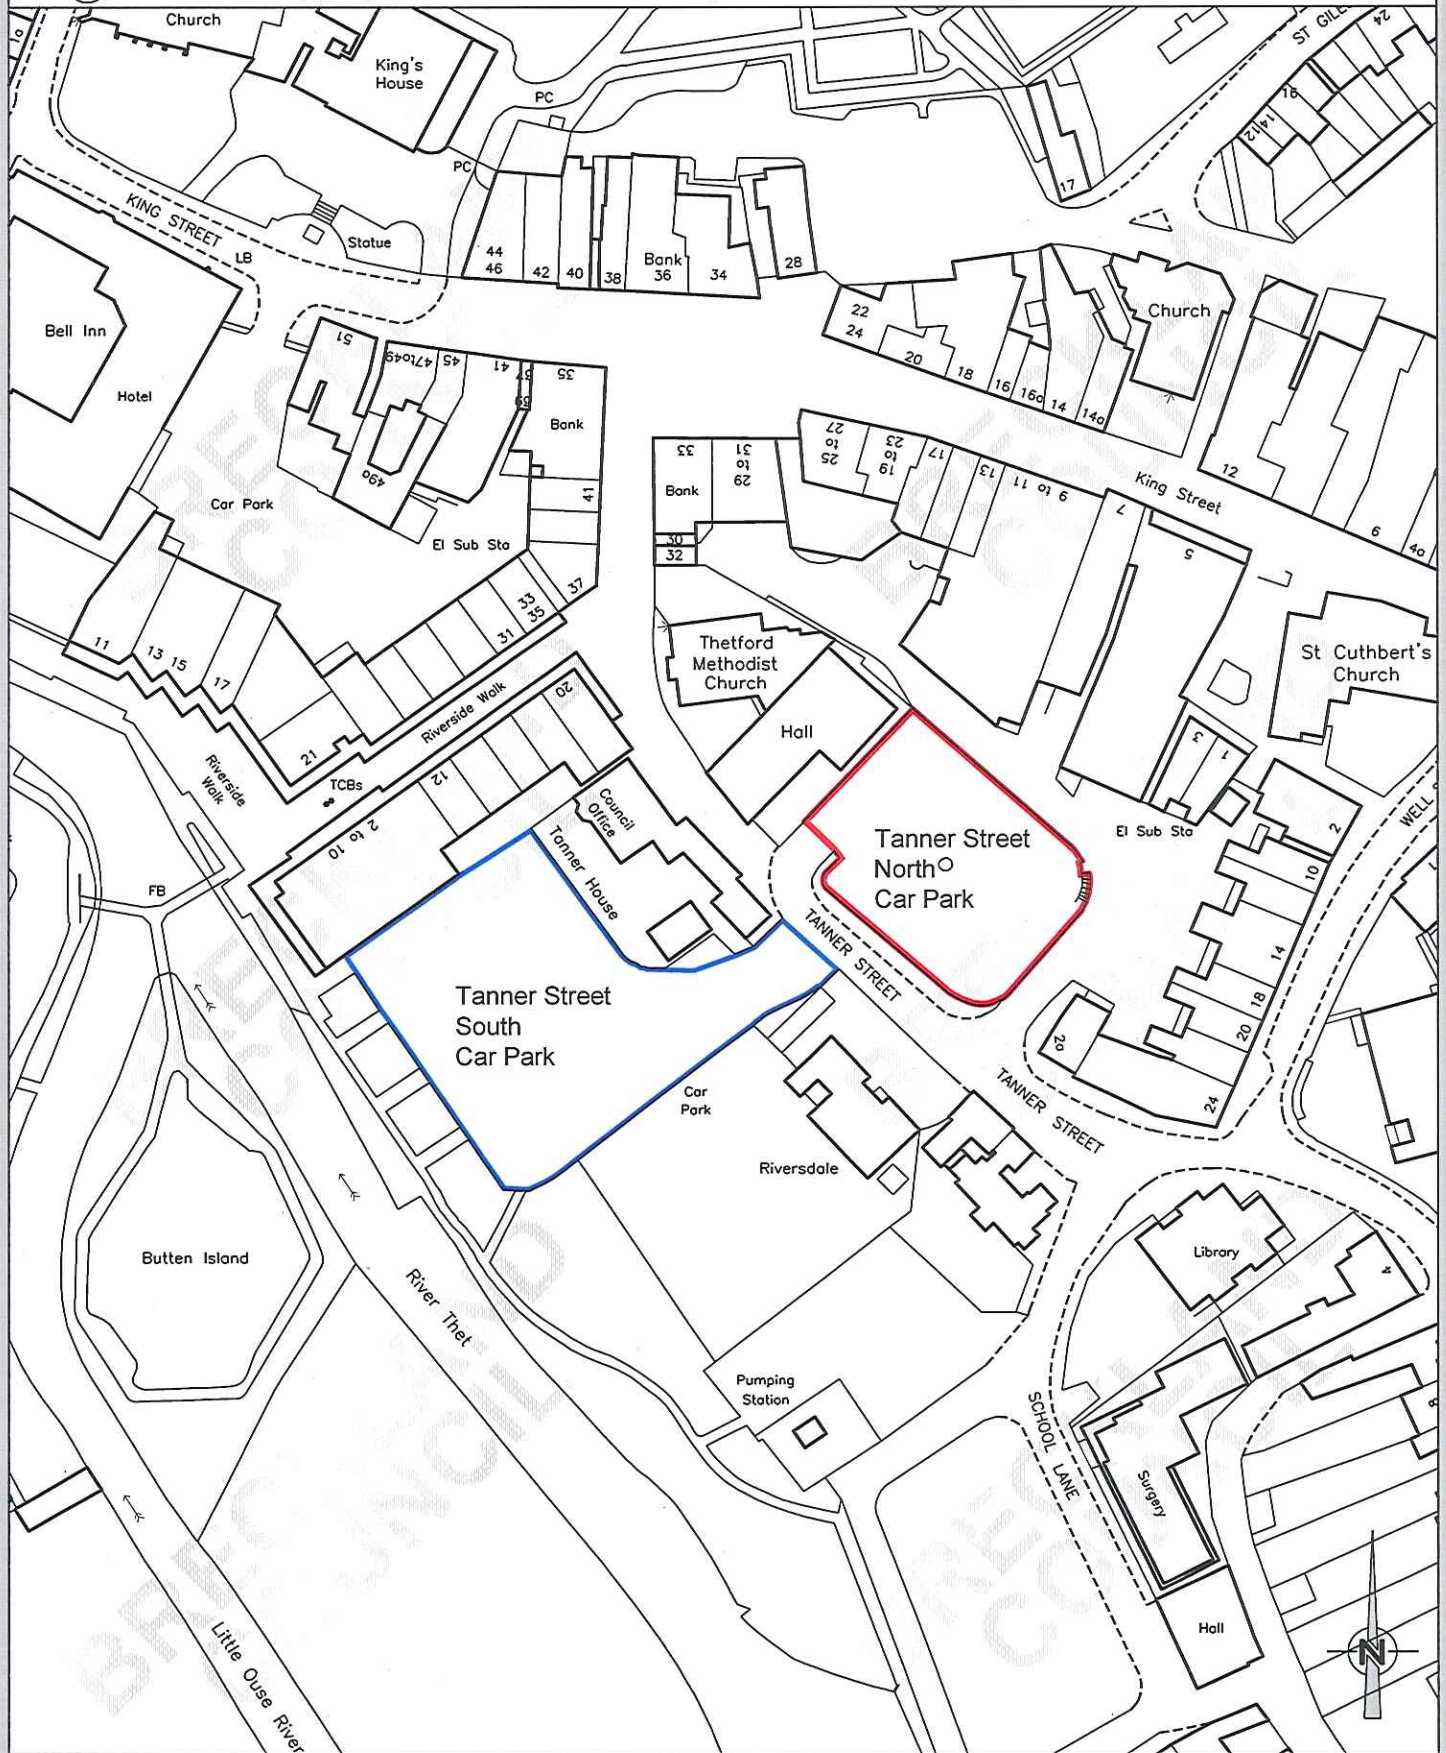 Church
King's
House
PC
PC
ST GILE
24
16
14
12
17
1a
KING STREET
LB
Statue
44
46
42
40
38
Bank
36
34
28
Bell Inn
Hotel
51
47to49
45
41
37
39
35
Bank
49a
41
Car Park
El Sub Sta
22
24
20
18
16
16a
14
14a
Church
12
King Street
6
4a
33
Bank
31
to
29
30
32
27
to
25
23
to
19
17
13
9 to 11
7
5
37
33
35
31
11
13
15
17
21
Riverside Walk
20
12
2 to 10
TCBs
Riverside
Walk
FB
Thetford
Methodist
Church
Hall
St Cuthbert's
Church
3
1
El Sub Sta
2
10
14
18
20
24
2a
WELL S
Council
Office
Tanner House
Tanner Street
North
Car Park
TANNER STREET
Tanner Street
South
Car Park
Car
Park
TANNER STREET
Riversdale
Butten Island
River Thet
Library
4
Pumping
Station
SCHOOL LANE
Surgery
8
Hall
Little Ouse River
N
BRECKLAND
COUNCIL